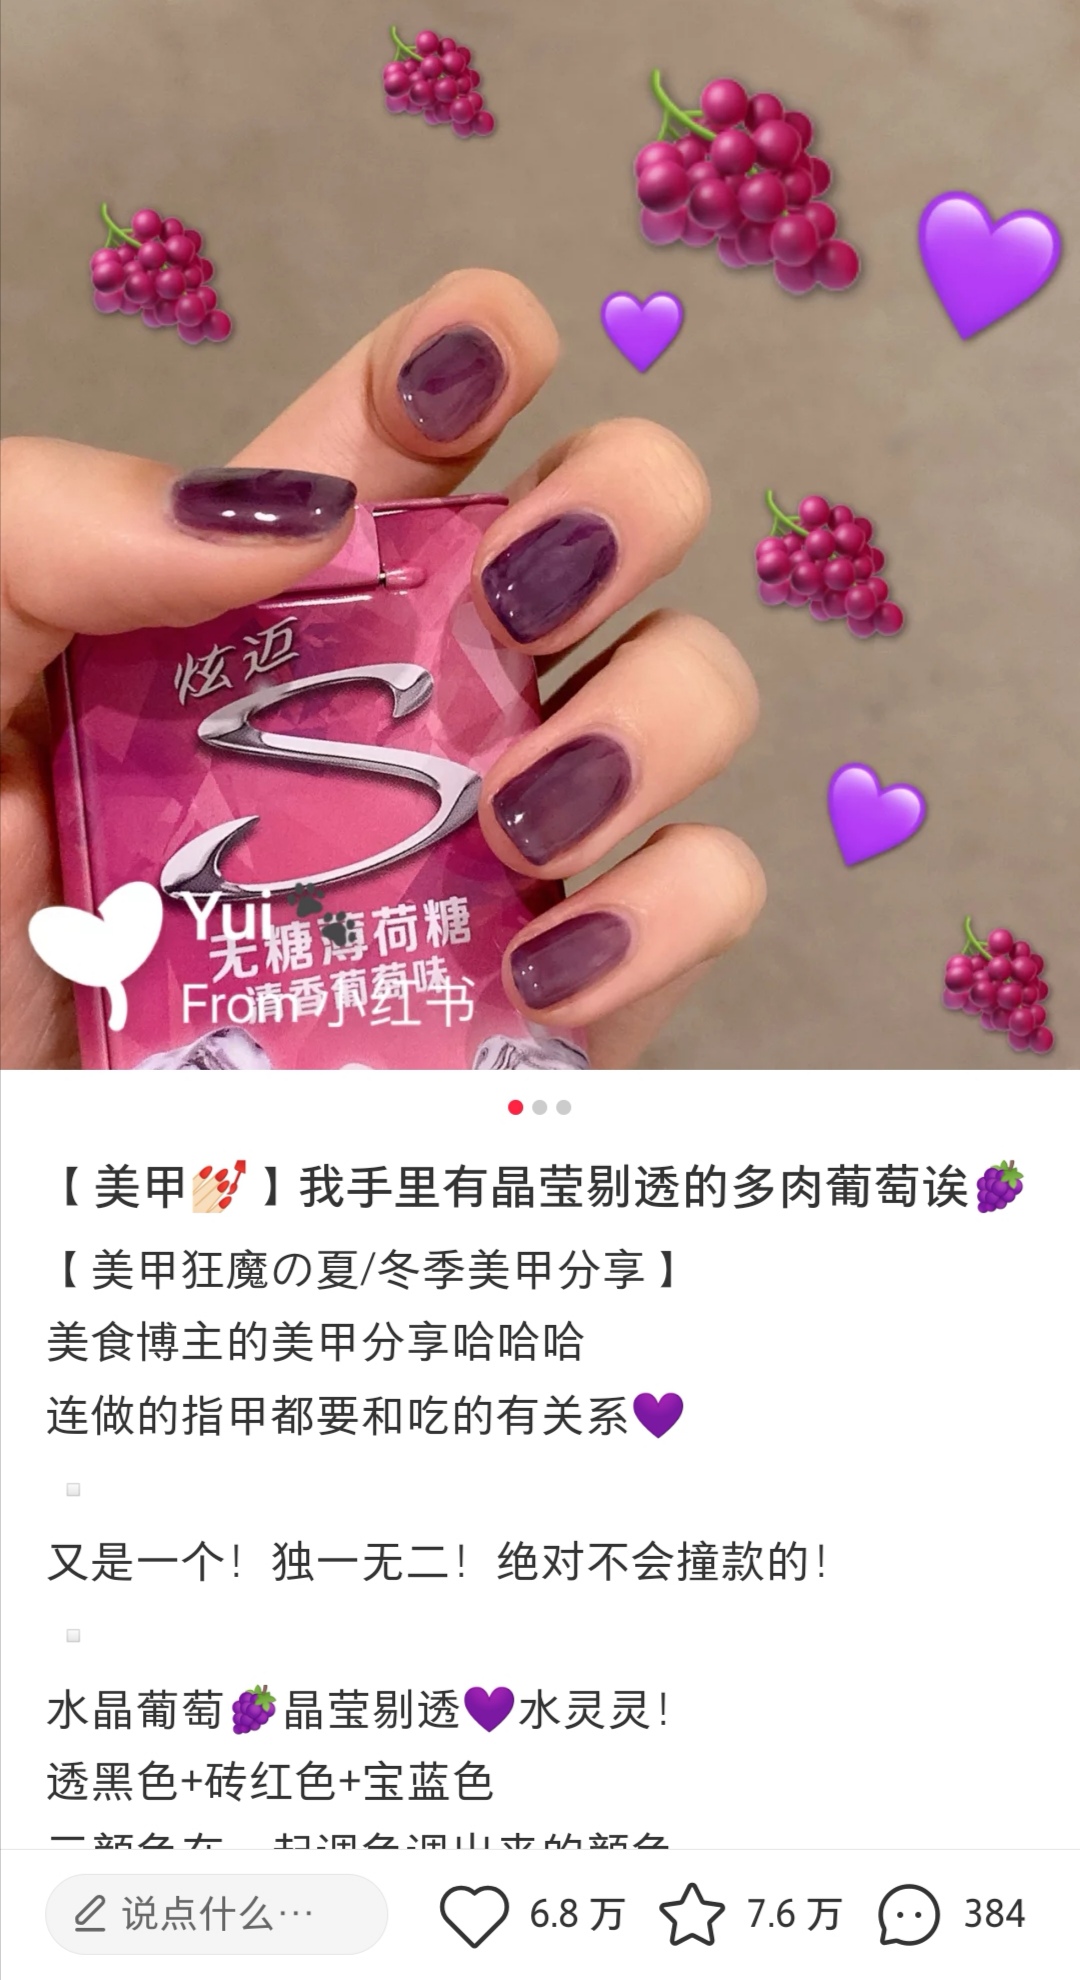 炫迈
S
Yui🐾
无糖薄荷糖
清香葡萄味
From 小红书
【 美甲💅 】我手里有晶莹剔透的多肉葡萄诶🍇
【 美甲狂魔の夏/冬季美甲分享 】
美食博主的美甲分享哈哈哈
连做的指甲都要和吃的有关系💜
▫️
又是一个！独一无二！绝对不会撞款的！
▫️
水晶葡萄🍇晶莹剔透💜水灵灵！
透黑色+砖红色+宝蓝色
说点什么…
6.8 万
7.6 万
384